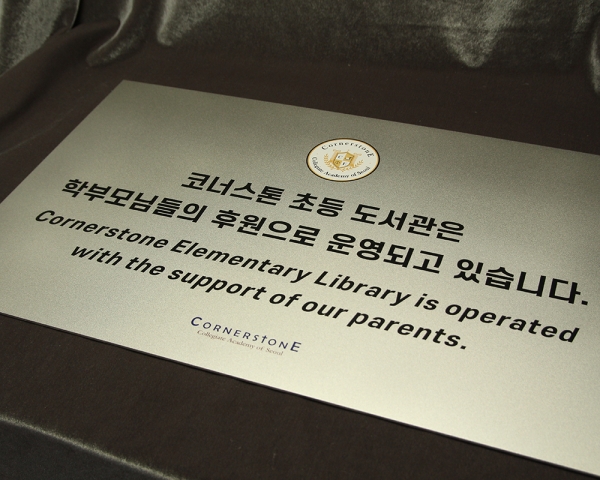 CornerstonE
Collegiate Academy of Seoul
코너스톤 초등 도서관은
학부모님들의 후원으로 운영되고 있습니다.
Cornerstone Elementary Library is operated
with the support of our parents.
CORNERSTONE
Collegiate Academy of Seoul